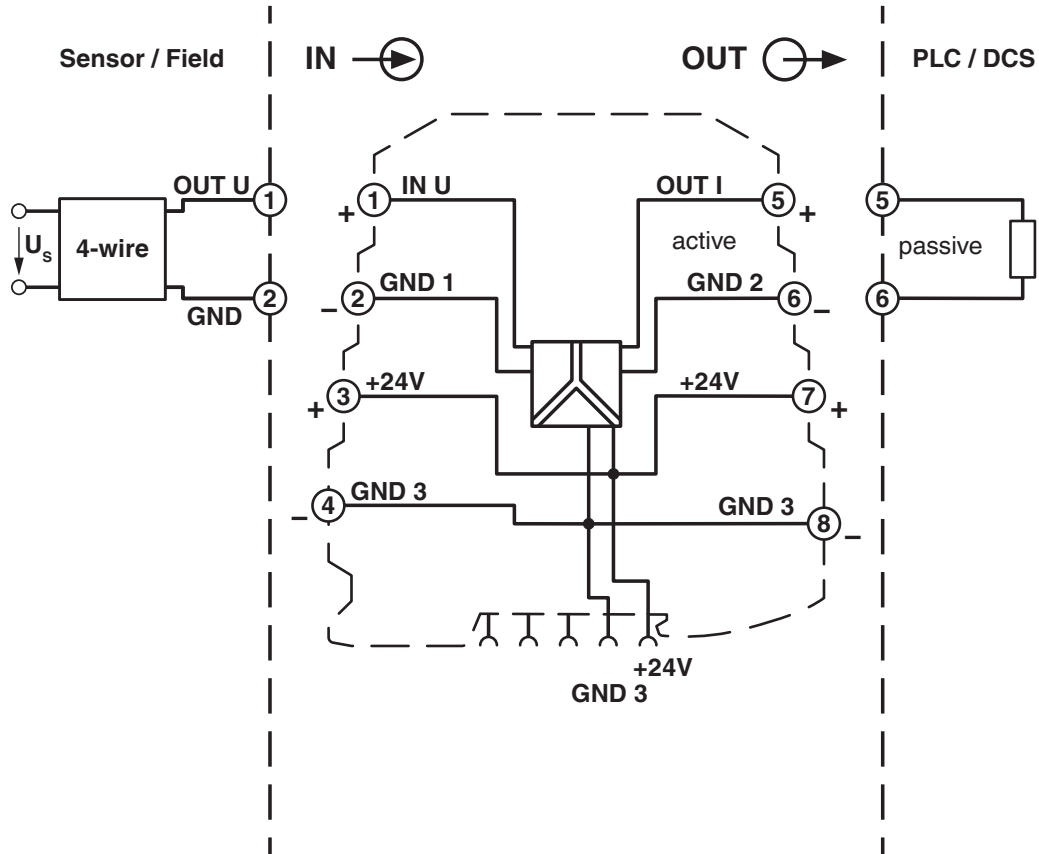 Sensor / Field
IN
OUT
PLC / DCS
OUT U
1
1
IN U
OUT I
5
5
+
+
U_S
4-wire
active
passive
GND
2
2
GND 1
GND 2
6
6
−
−
3
+24V
+24V
7
+
+
4
GND 3
GND 3
8
−
−
+24V
GND 3